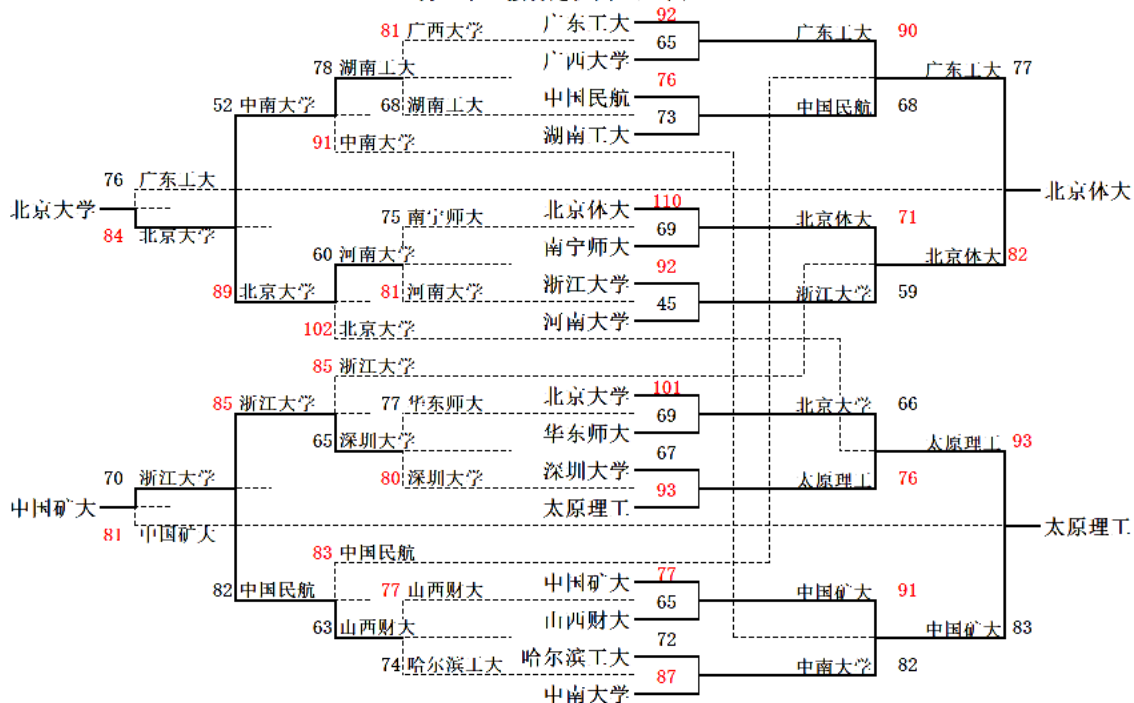 92
81 广西大学
广东工大
65
广东工大 90
广西大学
78 湖南工大
广东工大 77
76
中国民航
52 中南大学
68 湖南工大
73
中国民航 68
湖南工大
91 中南大学
76 广东工大
北京体大
北京大学
110
75 南宁师大
北京体大
69
北京体大 71
84 北京大学
南宁师大
60 河南大学
北京体大 82
92
浙江大学
89 北京大学
81 河南大学
45
浙江大学 59
河南大学
102 北京大学
85 浙江大学
101
北京大学
85 浙江大学
77 华东师大
69
北京大学 66
华东师大
65 深圳大学
67
太原理工 93
深圳大学
70 浙江大学
80 深圳大学
93
太原理工 76
中国矿大
太原理工
太原理工
81 中国矿大
83 中国民航
77
中国矿大
82 中国民航
77 山西财大
65
中国矿大 91
山西财大
63 山西财大
72
中国矿大 83
哈尔滨工大
74 哈尔滨工大
87
中南大学 82
中南大学